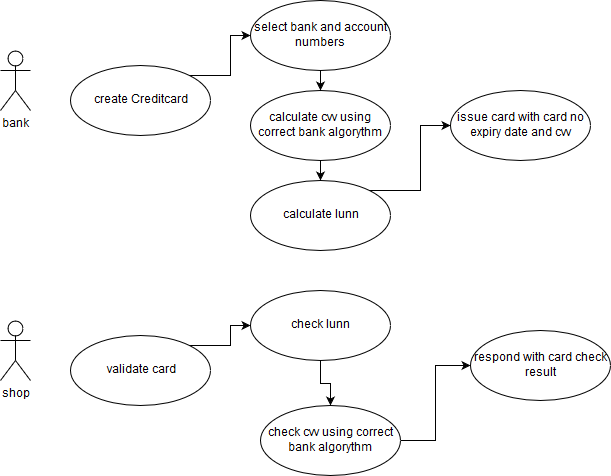 select bank and account
numbers
bank
create Creditcard
calculate cvv using
correct bank algorythm
issue card with card no
expiry date and cvv
calculate lunn
shop
validate card
check lunn
check cvv using correct
bank algorythm
respond with card check
result